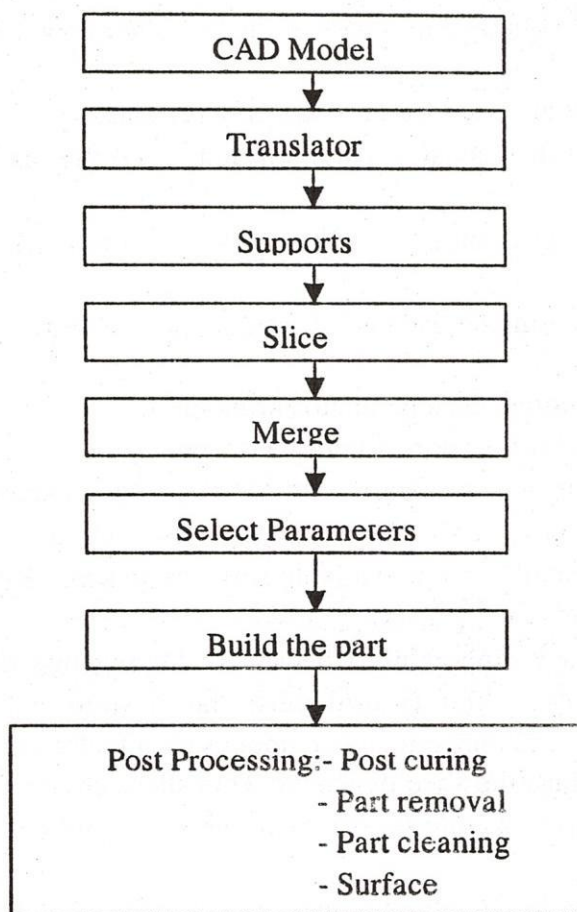 CAD Model
Translator
Supports
Slice
Merge
Select Parameters
Build the part
Post Processing:- Post curing
- Part removal
- Part cleaning
- Surface